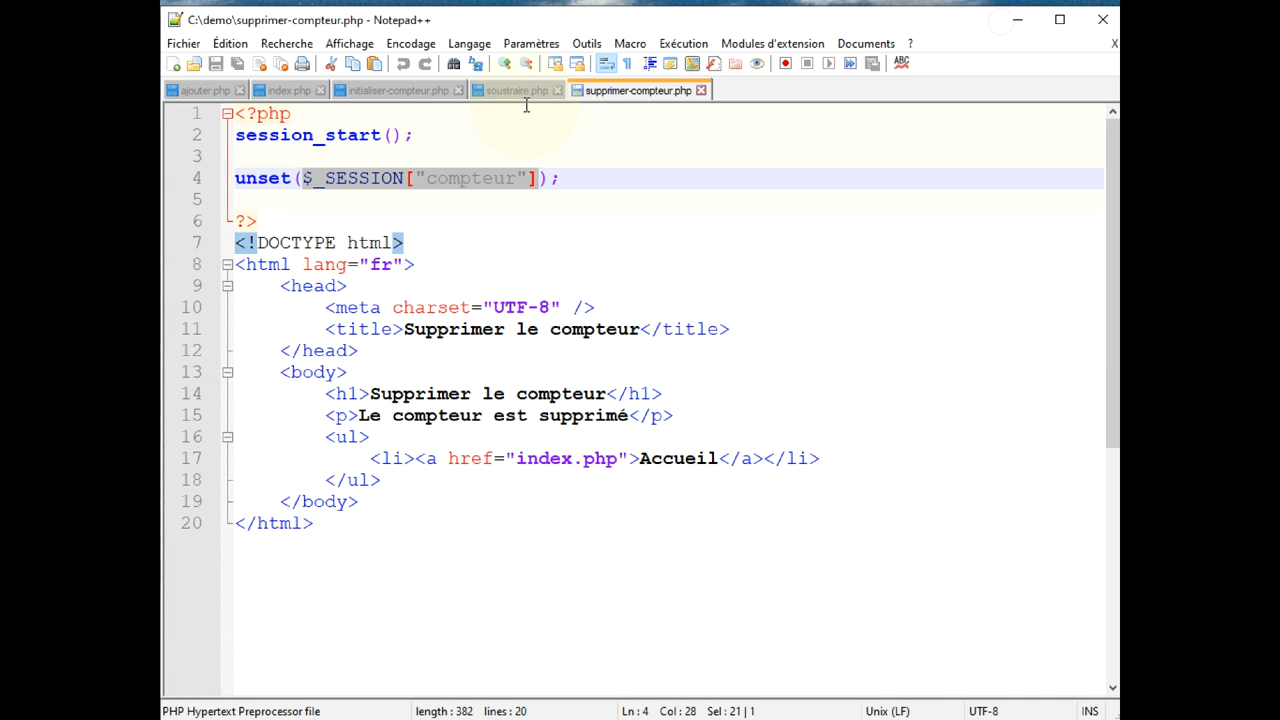 C:\demo\supprimer-compteur.php - Notepad++
Fichier Édition Recherche Affichage Encodage Langage Paramètres Outils Macro Exécution Modules d'extension Documents ? X
ajouter.php index.php initialiser-compteur.php soustraire.php supprimer-compteur.php
1 <?php
2 session_start();
3
4 unset($_SESSION["compteur"]);
5
6 ?>
7 <!DOCTYPE html>
8 <html lang="fr">
9 <head>
10 <meta charset="UTF-8" />
11 <title>Supprimer le compteur</title>
12 </head>
13 <body>
14 <h1>Supprimer le compteur</h1>
15 <p>Le compteur est supprimé</p>
16 <ul>
17 <li><a href="index.php">Accueil</a></li>
18 </ul>
19 </body>
20 </html>
PHP Hypertext Preprocessor file length : 382 lines : 20 Ln : 4 Col : 28 Sel : 21 | 1 Unix (LF) UTF-8 INS